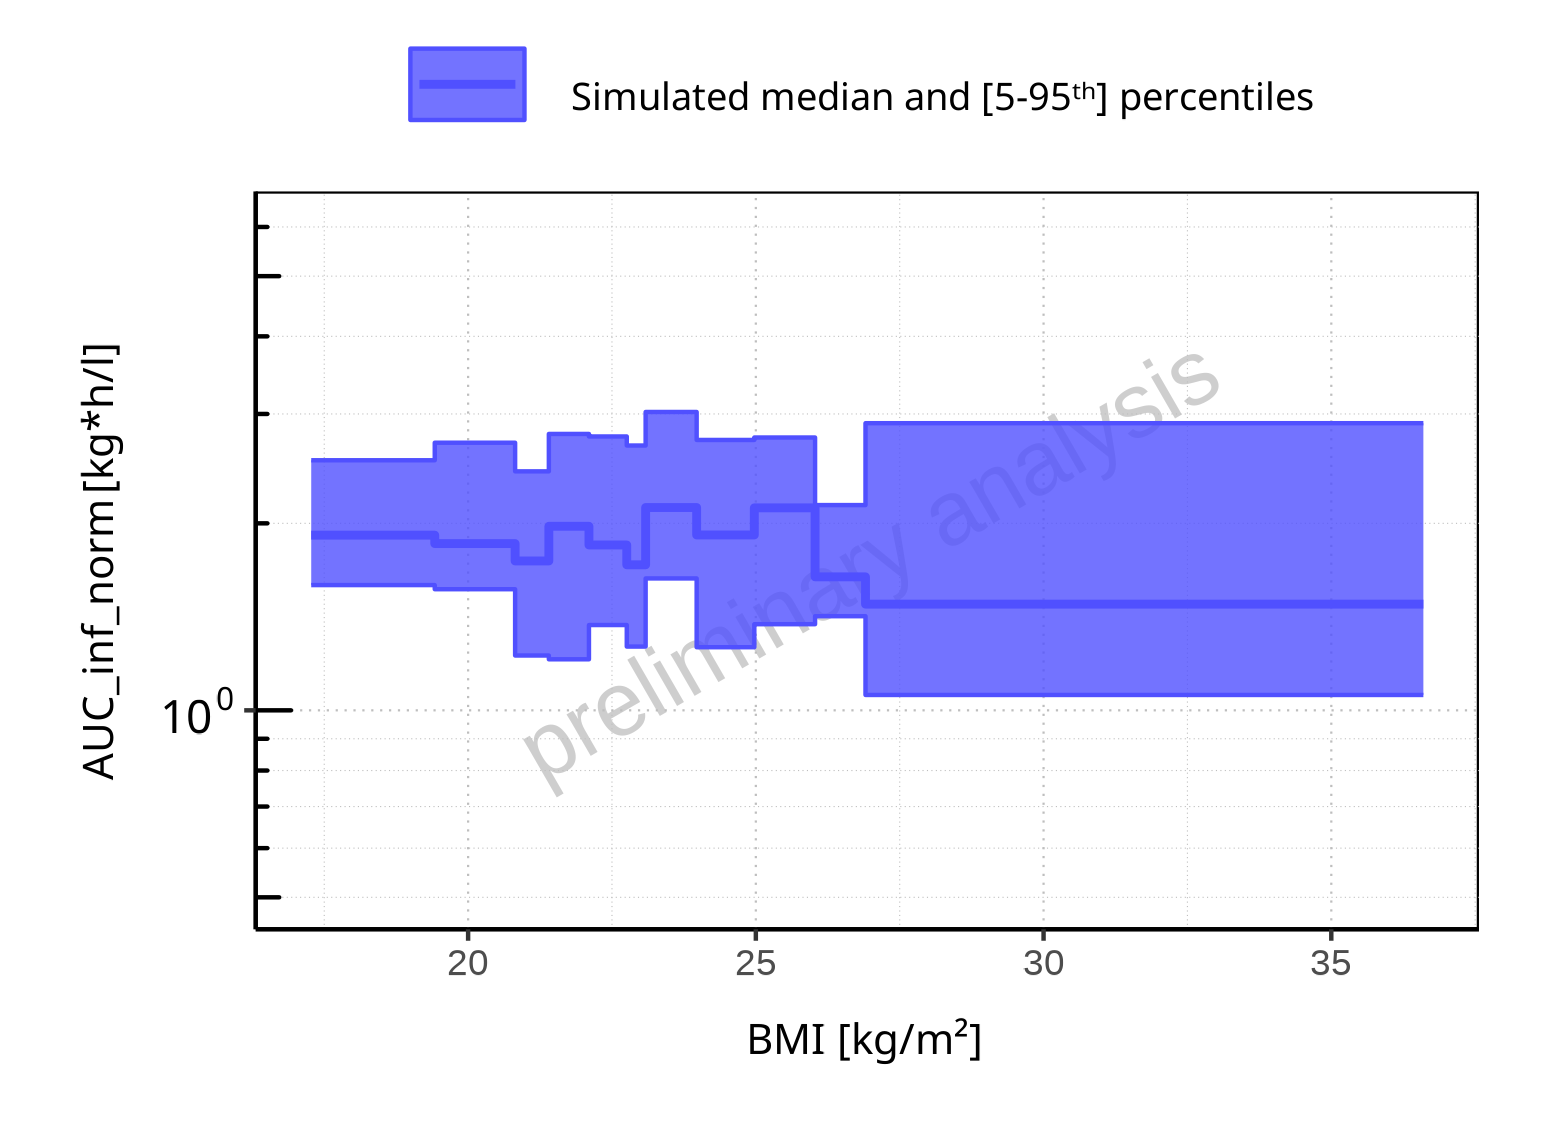 Simulated median and [5-95ᵗʰ] percentiles
AUC_inf_norm[kg*h/l]
10⁰
preliminary analysis
20 25 30 35
BMI [kg/m²]